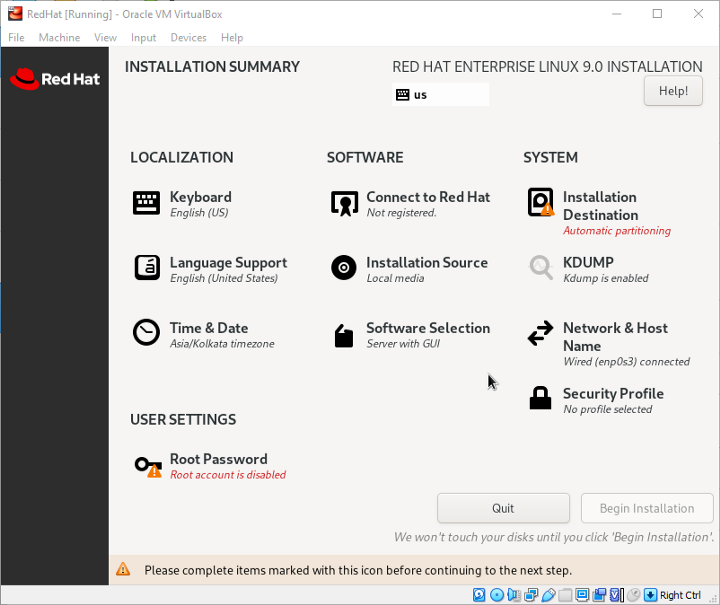 RedHat [Running] - Oracle VM VirtualBox
File Machine View Input Devices Help
Red Hat
INSTALLATION SUMMARY
RED HAT ENTERPRISE LINUX 9.0 INSTALLATION
us
Help!
LOCALIZATION
Keyboard
English (US)
Language Support
English (United States)
Time & Date
Asia/Kolkata timezone
SOFTWARE
Connect to Red Hat
Not registered.
Installation Source
Local media
Software Selection
Server with GUI
SYSTEM
Installation
Destination
Automatic partitioning
KDUMP
Kdump is enabled
Network & Host
Name
Wired (enp0s3) connected
Security Profile
No profile selected
USER SETTINGS
Root Password
Root account is disabled
Quit
Begin Installation
We won't touch your disks until you click 'Begin Installation'.
Please complete items marked with this icon before continuing to the next step.
Right Ctrl